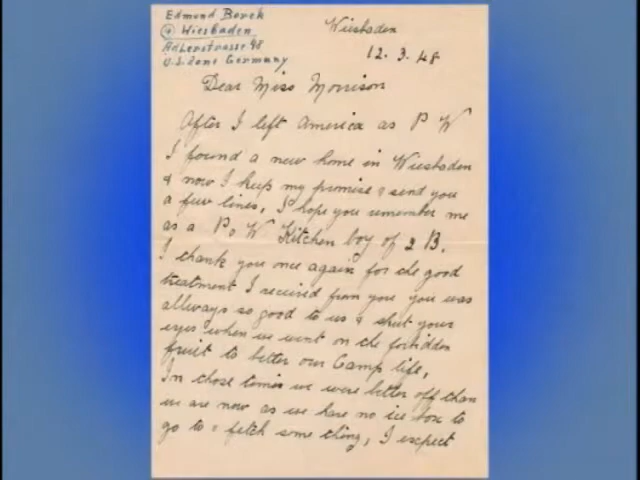 Edmund Borek
④ Wiesbaden
Adlerstrasse 48
U.S. Zone Germany
Wiesbaden
12. 3. 48
Dear Miss Morrison
After I left America as P W
I found a new home in Wiesbaden
& now I keep my promise & send you
a few lines, I hope you remember me
as a P.o W Kitchen boy of 2 B.
I thank you once again for the good
treatment I received from you you was
allways so good to us & shut your
eyes when we went on the forbidden
fruit to better our Camp life,
In those times we were better off than
we are now as we have no ice box to
go to & fetch some thing, I expect